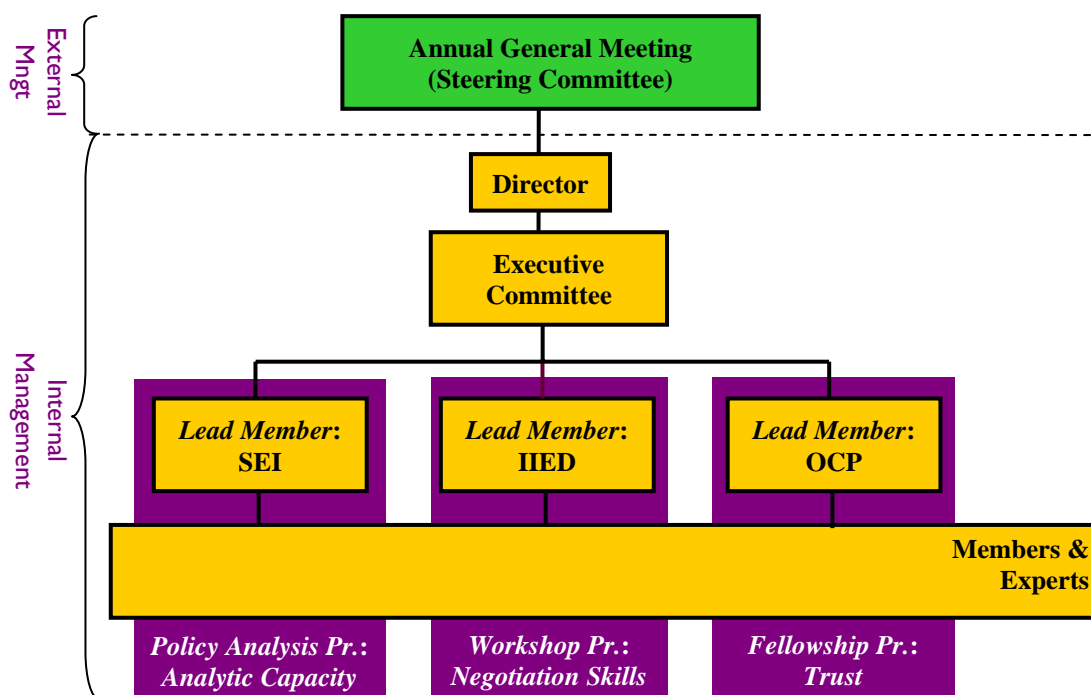 External
Mngt
Annual General Meeting
(Steering Committee)
Director
Executive
Committee
Internal
Management
Lead Member:
SEI
Lead Member:
IIED
Lead Member:
OCP
Members &
Experts
Policy Analysis Pr.:
Analytic Capacity
Workshop Pr.:
Negotiation Skills
Fellowship Pr.:
Trust